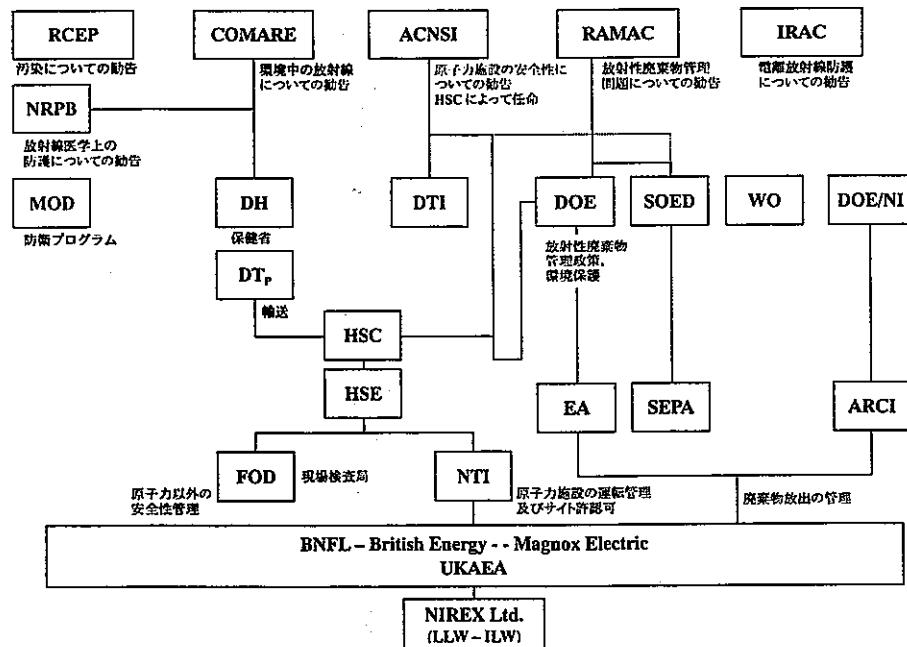 RCEP
COMARE
ACNSI
RAMAC
IRAC
汚染についての勧告
環境中の放射線
についての勧告
原子力施設の安全性に
ついての勧告
HSCによって任命
放射性廃棄物管理
問題についての勧告
電離放射線防護
についての勧告
NRPB
放射線医学上の
防護についての勧告
MOD
DH
DTI
DOE
SOED
WO
DOE/NI
防衛プログラム
保健省
放射性廃棄物
管理政策,
環境保護
DTP
輸送
HSC
HSE
EA
SEPA
ARCI
FOD
現場検査局
NTI
原子力以外の
安全性管理
原子力施設の運転管理
及びサイト許認可
廃棄物放出の管理
BNFL – British Energy - - Magnox Electric
UKAEA
NIREX Ltd.
(LLW – ILW)